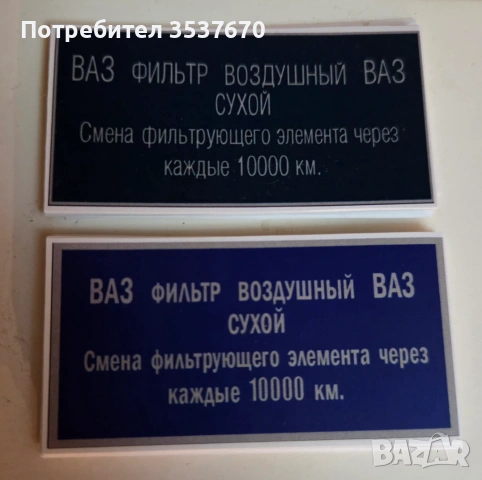 Потребител 3537670
ВАЗ ФИЛЬТР ВОЗДУШНЫЙ ВАЗ
СУХОЙ
Смена фильтрующего элемента через
каждые 10000 км.
ВАЗ ФИЛЬТР ВОЗДУШНЫЙ ВАЗ
СУХОЙ
Смена фильтрующего элемента через
каждые 10000 км.
BAZAR